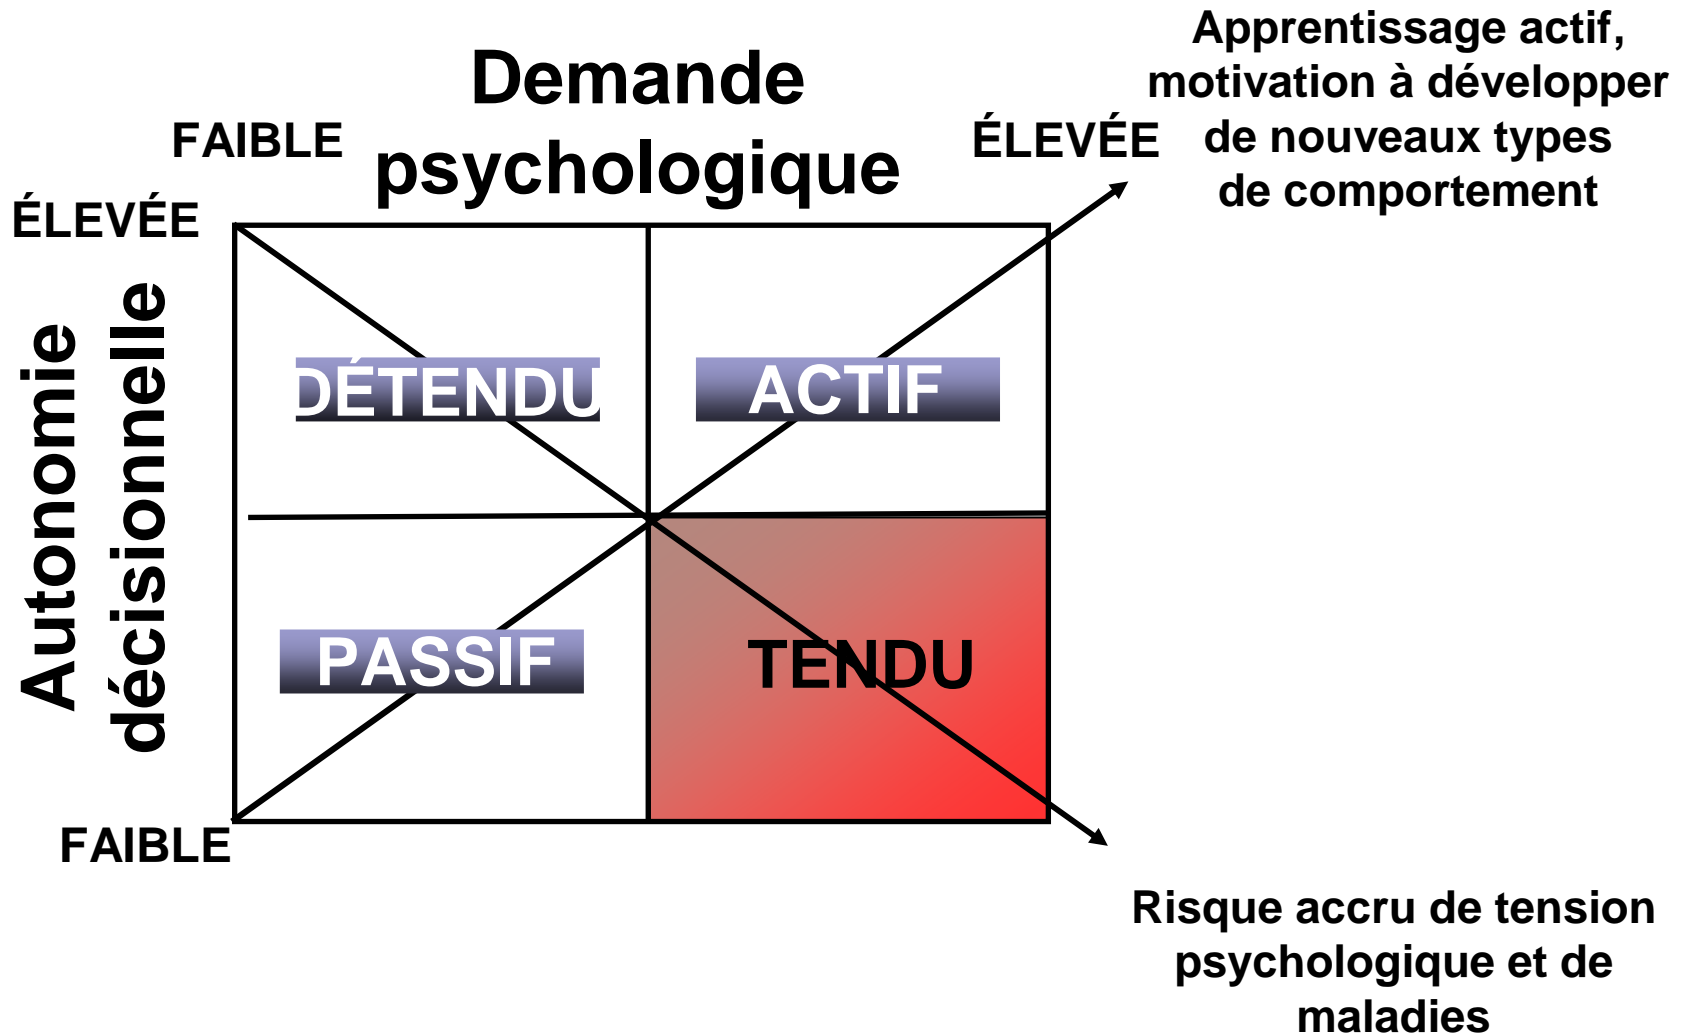 Apprentissage actif,
motivation à développer
de nouveaux types
de comportement
Demande
psychologique
FAIBLE
ÉLEVÉE
ÉLEVÉE
Autonomie
décisionnelle
DÉTENDU
ACTIF
PASSIF
TENDU
FAIBLE
Risque accru de tension
psychologique et de
maladies